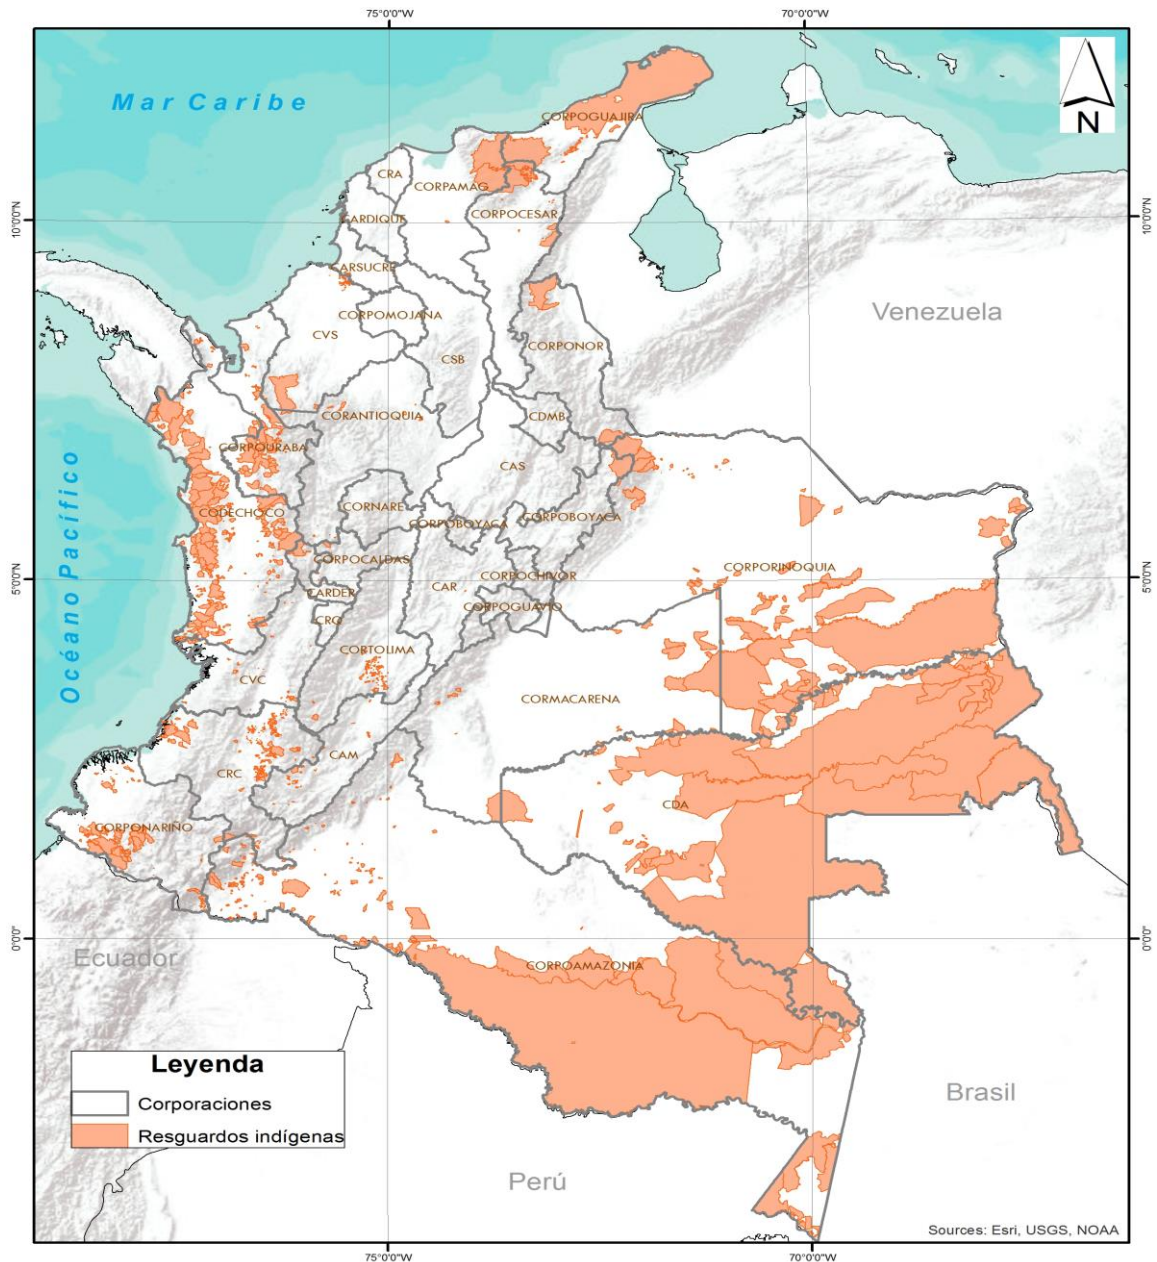 75°0'0"W
70°0'0"W
N
Mar Caribe
CORPOGUAJIRA
CRA
CORPAMAG
CORPOCESAR
CARDIQUE
10°0'0"N
10°0'0"N
CARSUCRE
Venezuela
CORPOMOJANA
CVS
CORPONOR
CSB
CORANTIOQUIA
CDMB
CORPOURABA
CAS
Océano Pacífico
CODECHOCO
CORNARE
CORPOBOYACA
CORPOBOYACA
CORPOCALDAS
CORPORINOQUIA
5°0'0"N
5°0'0"N
CORPOCHIVOR
CAR
CARDER
CORPOGUAVIO
CRQ
CORTOLIMA
CVC
CORMACARENA
CAM
CRC
CDA
CORPONARIÑO
0°0'0"
0°0'0"
Ecuador
CORPOAMAZONIA
Leyenda
Corporaciones
Resguardos indígenas
Brasil
Perú
Sources: Esri, USGS, NOAA
75°0'0"W
70°0'0"W